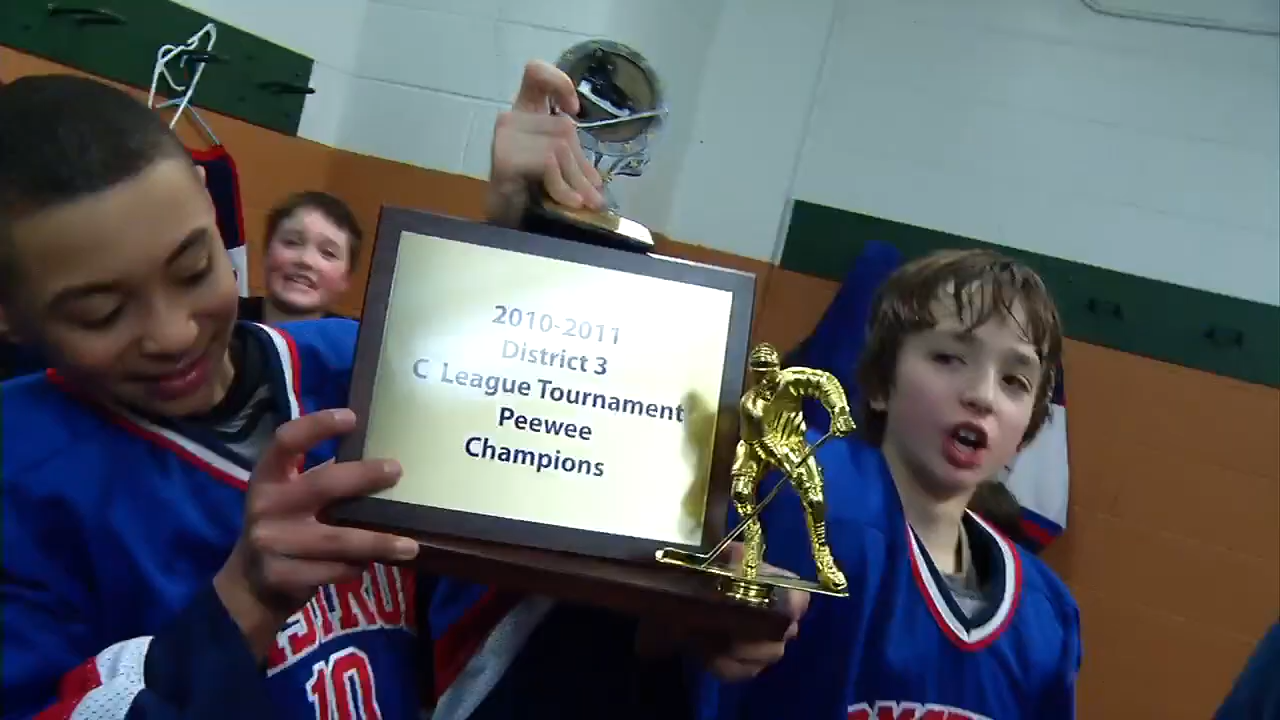 2010-2011
District 3
C League Tournament
Peewee
Champions
10